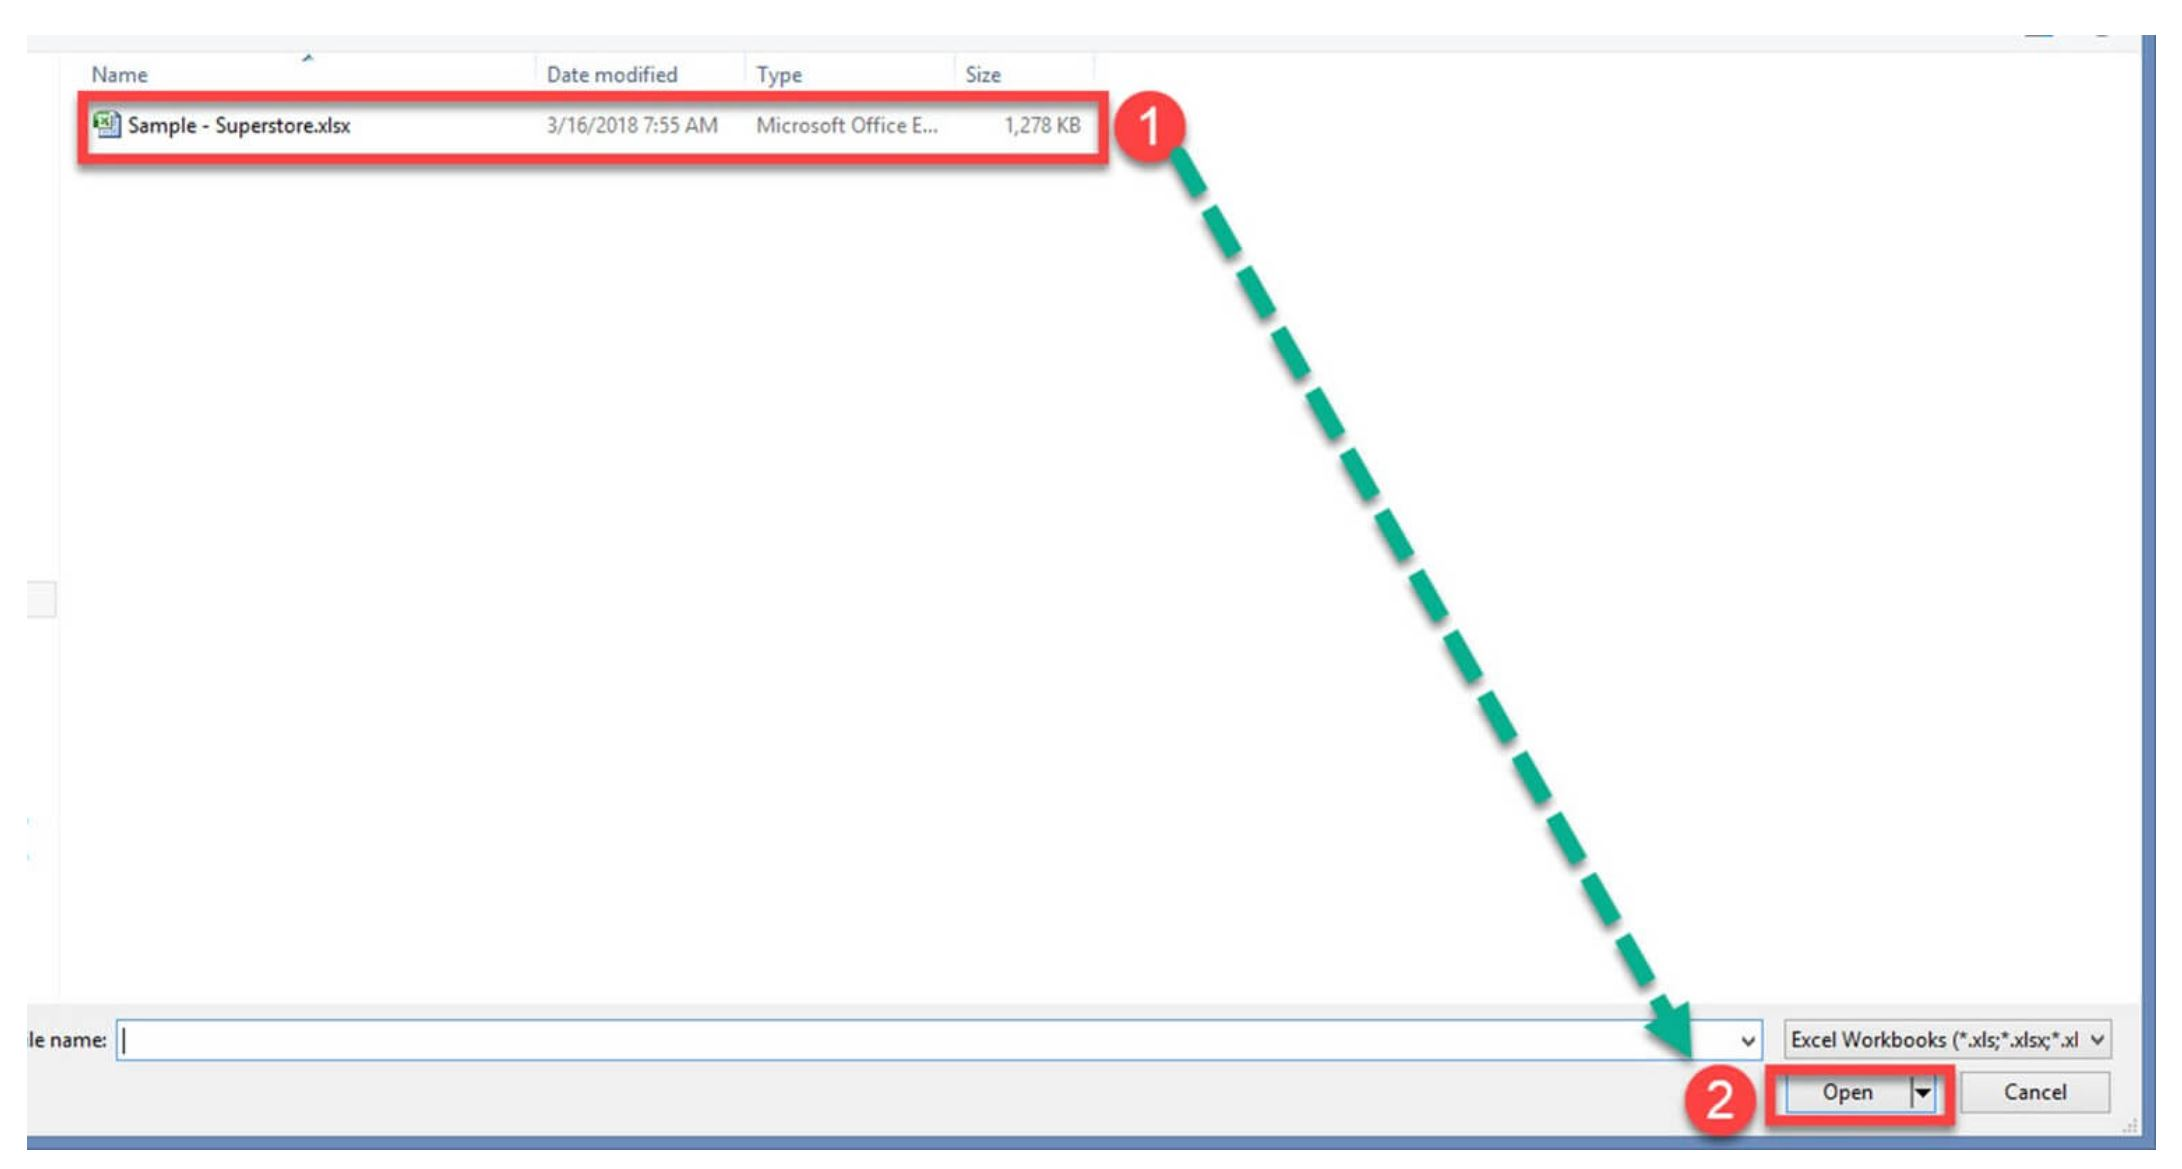 Name Date modified Type Size
Sample - Superstore.xlsx 3/16/2018 7:55 AM Microsoft Office E... 1,278 KB
1
le name: Excel Workbooks (*.xls;*.xlsx;*.xl
2 Open Cancel